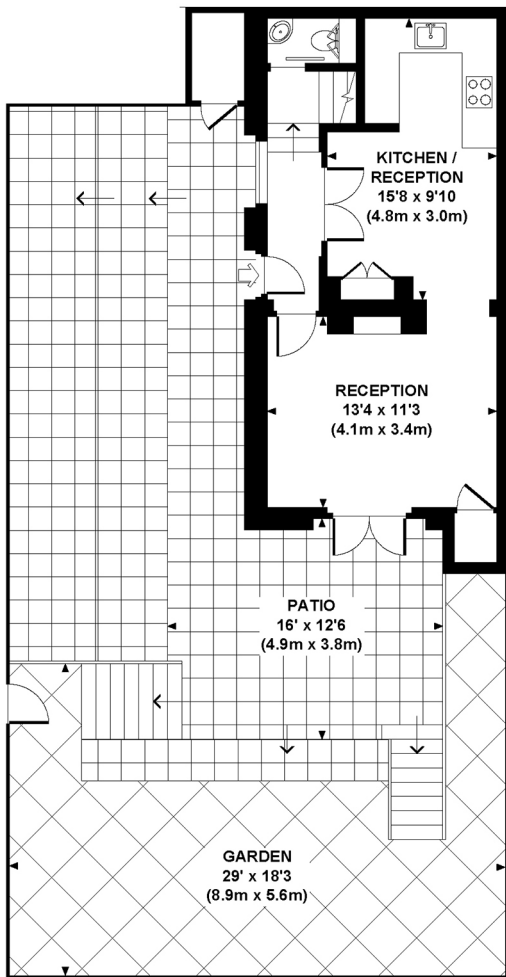 KITCHEN /
RECEPTION
15'8 x 9'10
(4.8m x 3.0m)
RECEPTION
13'4 x 11'3
(4.1m x 3.4m)
PATIO
16' x 12'6
(4.9m x 3.8m)
GARDEN
29' x 18'3
(8.9m x 5.6m)